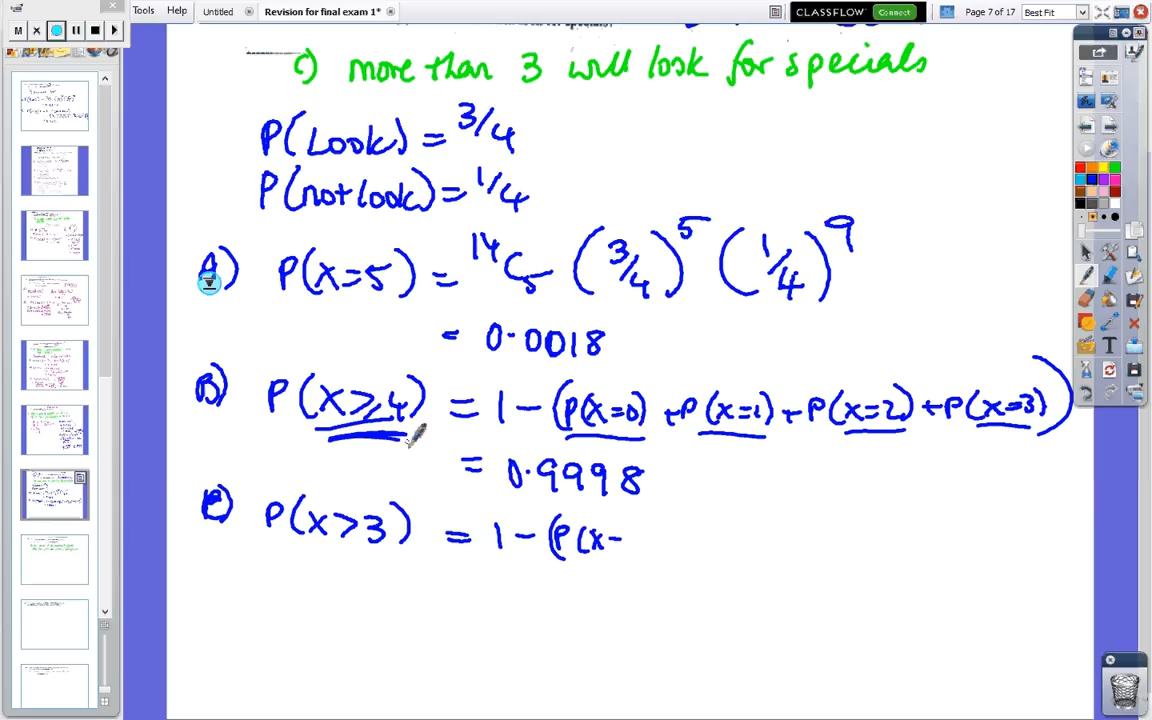 Tools Help Untitled Revision for final exam 1* CLASSFLOW Connect Page 7 of 17 Best Fit
c) more than 3 will look for specials
P(Look) = 3/4
P(not look) = 1/4
A) P(x=5) = ¹⁴C₅ (3/4)⁵ (1/4)⁹
= 0.0018
B) P(x≥4) = 1-(P(x=0) +P(x=1)+P(x=2)+P(x=3))
= 0.9998
C) P(x>3) = 1-(P(x-